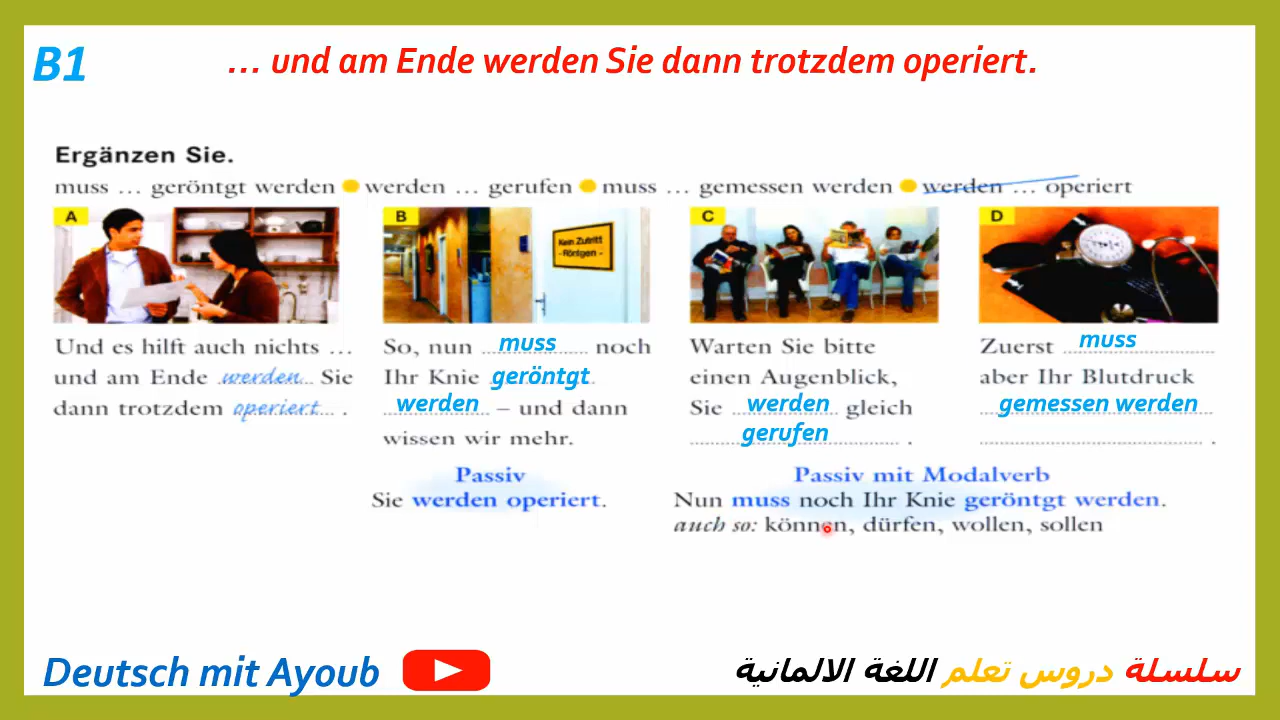 B1
... und am Ende werden Sie dann trotzdem operiert.
Ergänzen Sie.
muss ... geröntgt werden werden ... gerufen muss ... gemessen werden werden ... operiert
A
B
C
D
Kein Zutritt
- Röntgen -
Und es hilft auch nichts ...
und am Ende werden Sie
dann trotzdem operiert .
So, nun muss noch
Ihr Knie geröntgt
werden – und dann
wissen wir mehr.
Warten Sie bitte
einen Augenblick,
Sie werden gleich
gerufen .
Zuerst muss
aber Ihr Blutdruck
gemessen werden
.
Passiv
Sie werden operiert.
Passiv mit Modalverb
Nun muss noch Ihr Knie geröntgt werden.
auch so: können, dürfen, wollen, sollen
Deutsch mit Ayoub
سلسلة دروس تعلم اللغة الالمانية